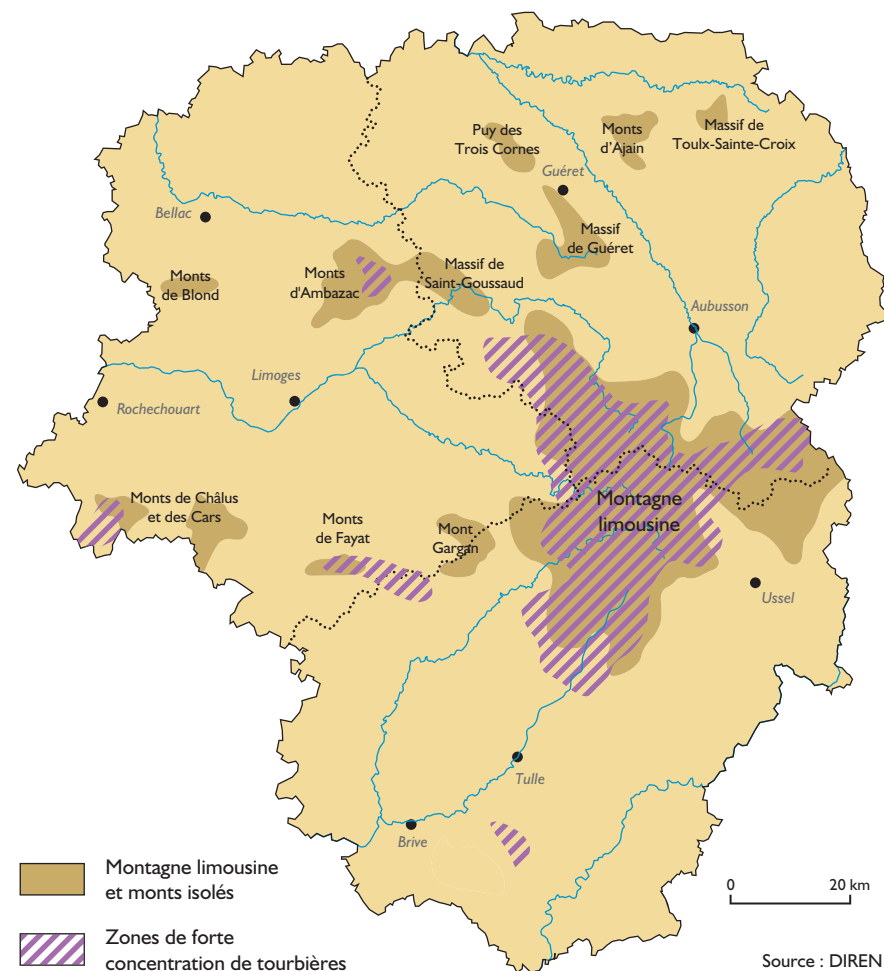 Puy des
Trois Cornes
Monts
d'Ajain
Massif de
Toulx-Sainte-Croix
Guéret
Bellac
Massif
de Guéret
Monts
de Blond
Monts
d'Ambazac
Massif de
Saint-Goussaud
Aubusson
Limoges
Rochechouart
Monts de Châlus
et des Cars
Monts
de Fayat
Mont
Gargan
Montagne
limousine
Ussel
Tulle
Brive
Montagne limousine
et monts isolés
0 20 km
Zones de forte
concentration de tourbières
Source : DIREN